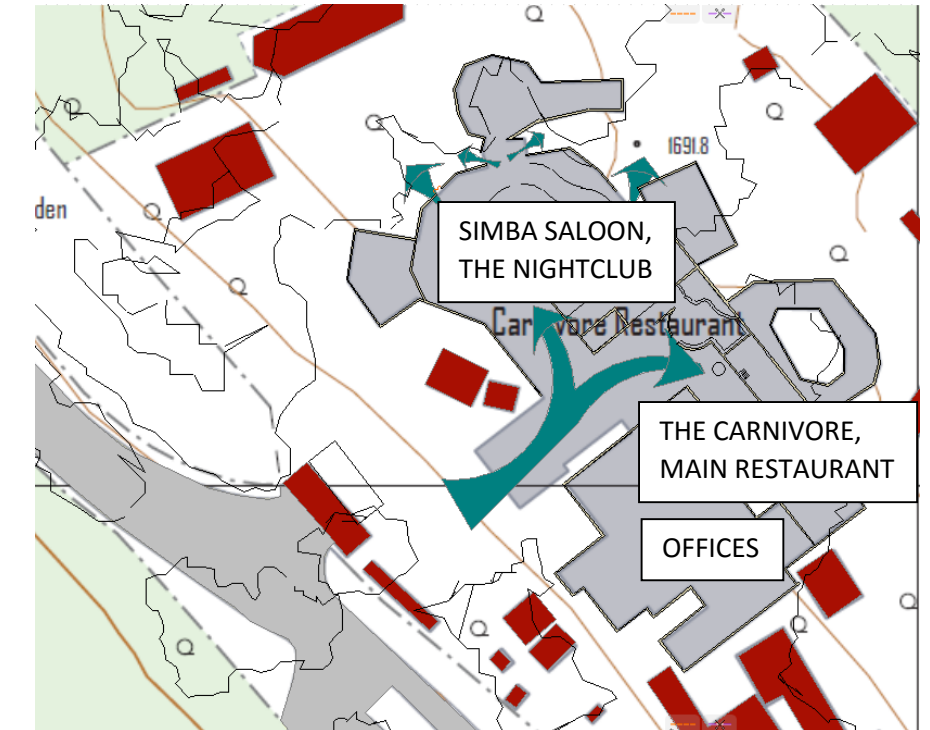 1691.8
den
SIMBA SALOON,
THE NIGHTCLUB
Carnivore Restaurant
THE CARNIVORE,
MAIN RESTAURANT
OFFICES